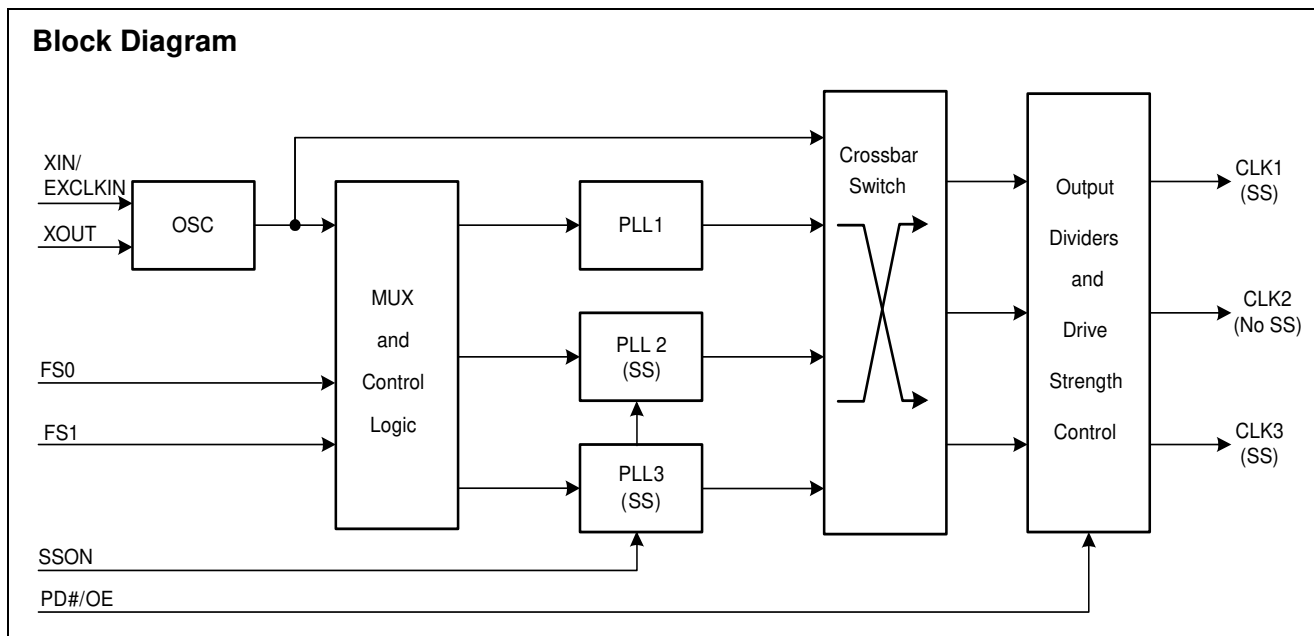 Block Diagram
XIN/
EXCLKIN
XOUT
OSC
FS0
FS1
SSON
PD#/OE
MUX
and
Control
Logic
PLL1
PLL 2
(SS)
PLL3
(SS)
Crossbar
Switch
Output
Dividers
and
Drive
Strength
Control
CLK1
(SS)
CLK2
(No SS)
CLK3
(SS)